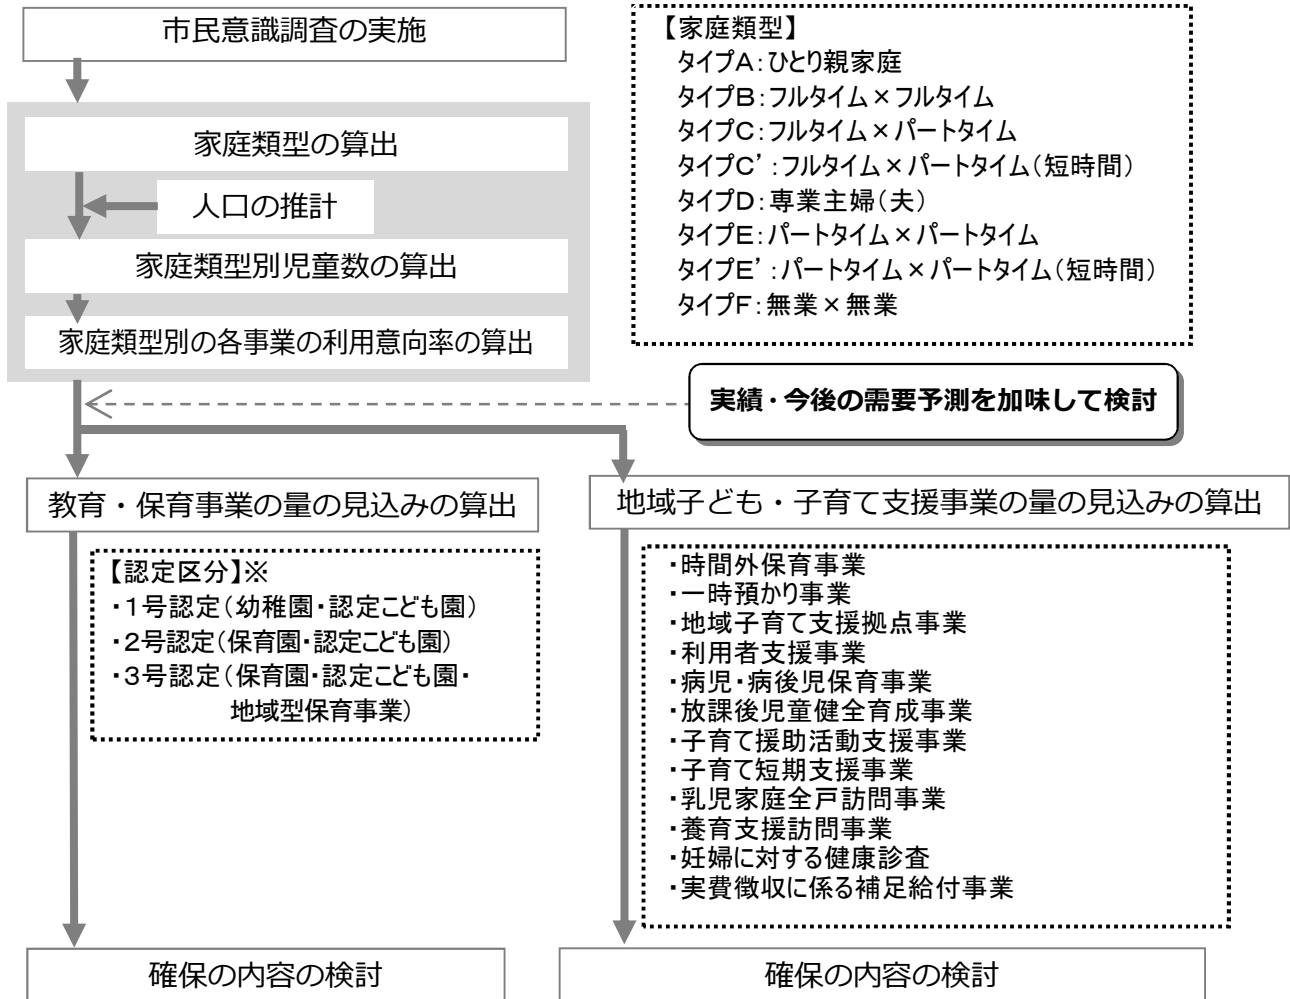 市民意識調査の実施
家庭類型の算出
人口の推計
家庭類型別児童数の算出
家庭類型別の各事業の利用意向率の算出
【家庭類型】
タイプA：ひとり親家庭
タイプB：フルタイム×フルタイム
タイプC：フルタイム×パートタイム
タイプC’：フルタイム×パートタイム（短時間）
タイプD：専業主婦（夫）
タイプE：パートタイム×パートタイム
タイプE’：パートタイム×パートタイム（短時間）
タイプF：無業×無業
実績・今後の需要予測を加味して検討
教育・保育事業の量の見込みの算出
【認定区分】※
・1号認定（幼稚園・認定こども園）
・2号認定（保育園・認定こども園）
・3号認定（保育園・認定こども園・
地域型保育事業）
確保の内容の検討
地域子ども・子育て支援事業の量の見込みの算出
・時間外保育事業
・一時預かり事業
・地域子育て支援拠点事業
・利用者支援事業
・病児・病後児保育事業
・放課後児童健全育成事業
・子育て援助活動支援事業
・子育て短期支援事業
・乳児家庭全戸訪問事業
・養育支援訪問事業
・妊婦に対する健康診査
・実費徴収に係る補足給付事業
確保の内容の検討